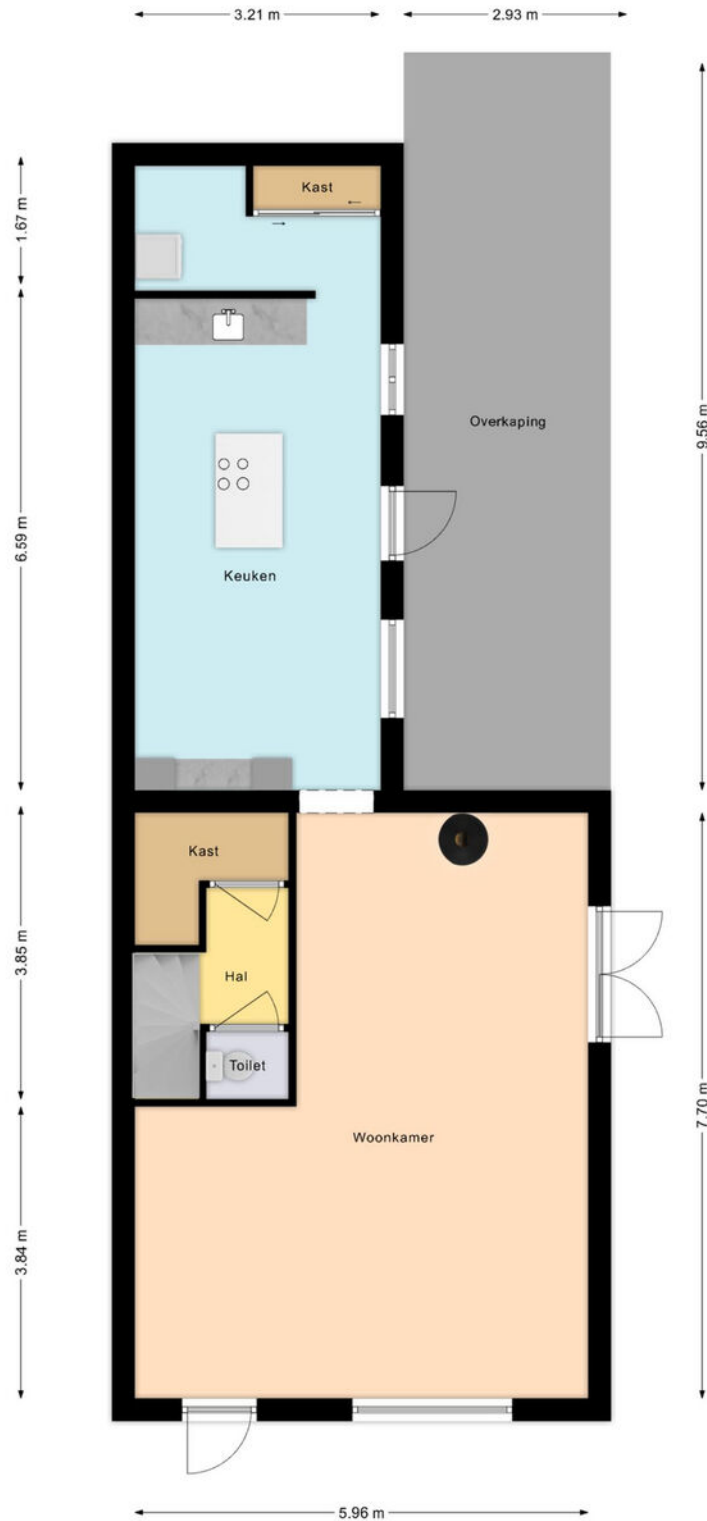 3.21 m
2.93 m
Kast
1.67 m
9.56 m
Overkaping
6.59 m
Keuken
Kast
3.85 m
Hal
Toilet
7.70 m
Woonkamer
3.84 m
5.96 m